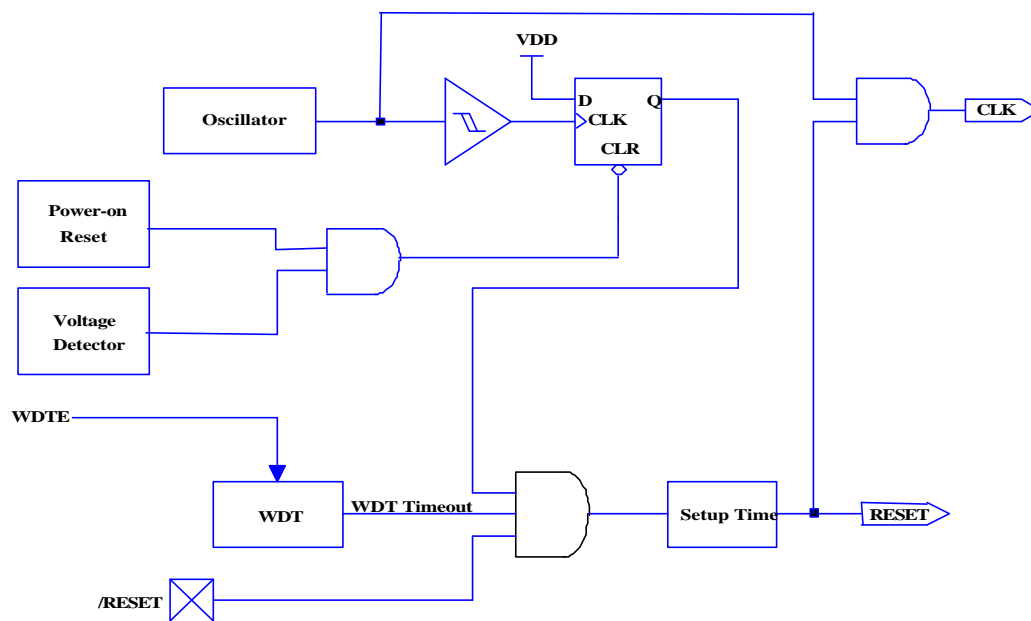 VDD
Oscillator
D
Q
CLK
CLR
CLK
Power-on
Reset
Voltage
Detector
WDTE
WDT
WDT Timeout
Setup Time
RESET
/RESET